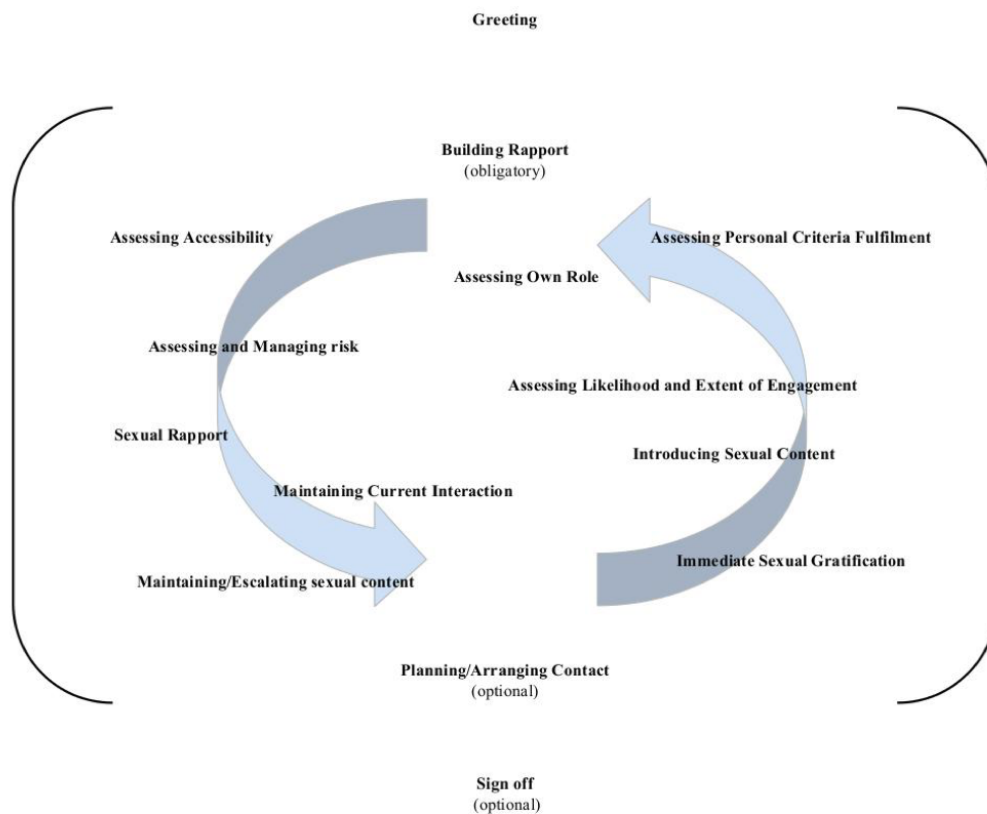 Greeting
Building Rapport
(obligatory)
Assessing Accessibility
Assessing Personal Criteria Fulfilment
Assessing Own Role
Assessing and Managing risk
Assessing Likelihood and Extent of Engagement
Sexual Rapport
Introducing Sexual Content
Maintaining Current Interaction
Immediate Sexual Gratification
Maintaining/Escalating sexual content
Planning/Arranging Contact
(optional)
Sign off
(optional)